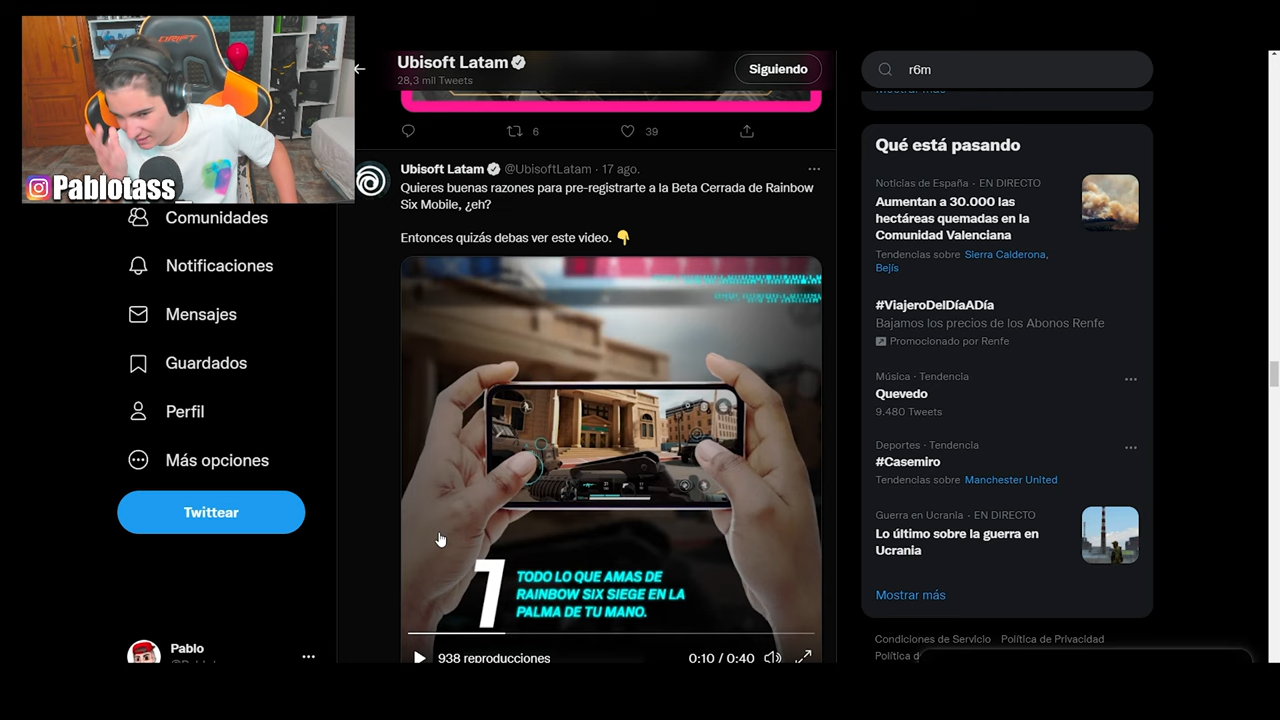 DRIFT
Pablotass_
Comunidades
Notificaciones
Mensajes
Guardados
Perfil
Más opciones
Twittear
Pablo
Ubisoft Latam
28,3 mil Tweets
Siguiendo
6
39
Ubisoft Latam @UbisoftLatam · 17 ago.
Quieres buenas razones para pre-registrarte a la Beta Cerrada de Rainbow
Six Mobile, ¿eh?
Entonces quizás debas ver este video. 👇
1
TODO LO QUE AMAS DE
RAINBOW SIX SIEGE EN LA
PALMA DE TU MANO.
938 reproducciones
0:10 / 0:40
r6m
Mostrar más
Qué está pasando
Noticias de España · EN DIRECTO
Aumentan a 30.000 las
hectáreas quemadas en la
Comunidad Valenciana
Tendencias sobre Sierra Calderona,
Bejís
#ViajeroDelDíaADía
Bajamos los precios de los Abonos Renfe
Promocionado por Renfe
Música · Tendencia
Quevedo
9.480 Tweets
Deportes · Tendencia
#Casemiro
Tendencias sobre Manchester United
Guerra en Ucrania · EN DIRECTO
Lo último sobre la guerra en
Ucrania
Mostrar más
Condiciones de Servicio Política de Privacidad
Política d